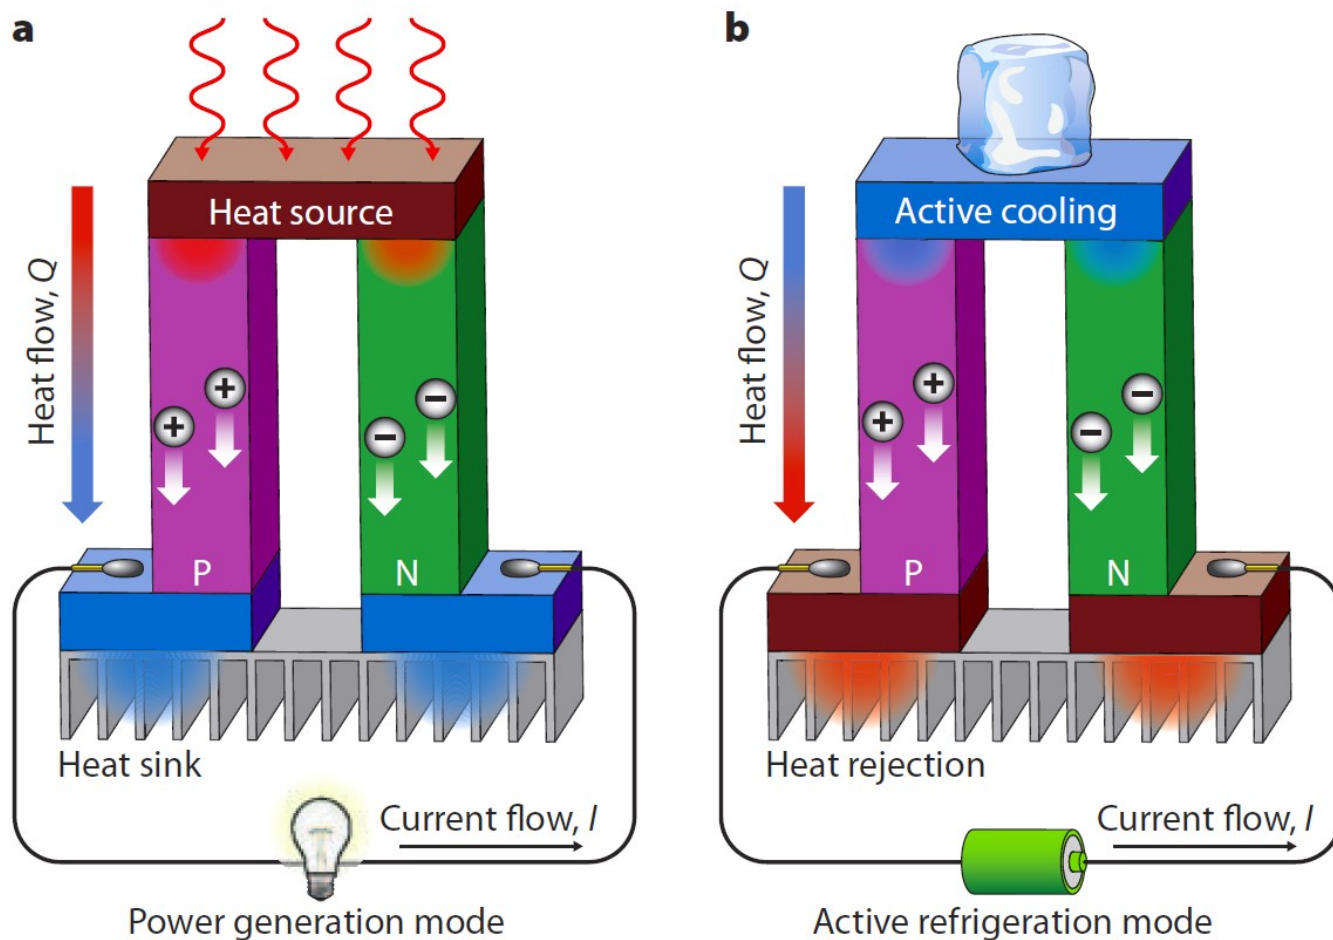 a
Heat source
Heat flow, Q
+
+
−
−
P
N
Heat sink
Current flow, I
Power generation mode
b
Active cooling
Heat flow, Q
+
+
−
−
P
N
Heat rejection
Current flow, I
Active refrigeration mode